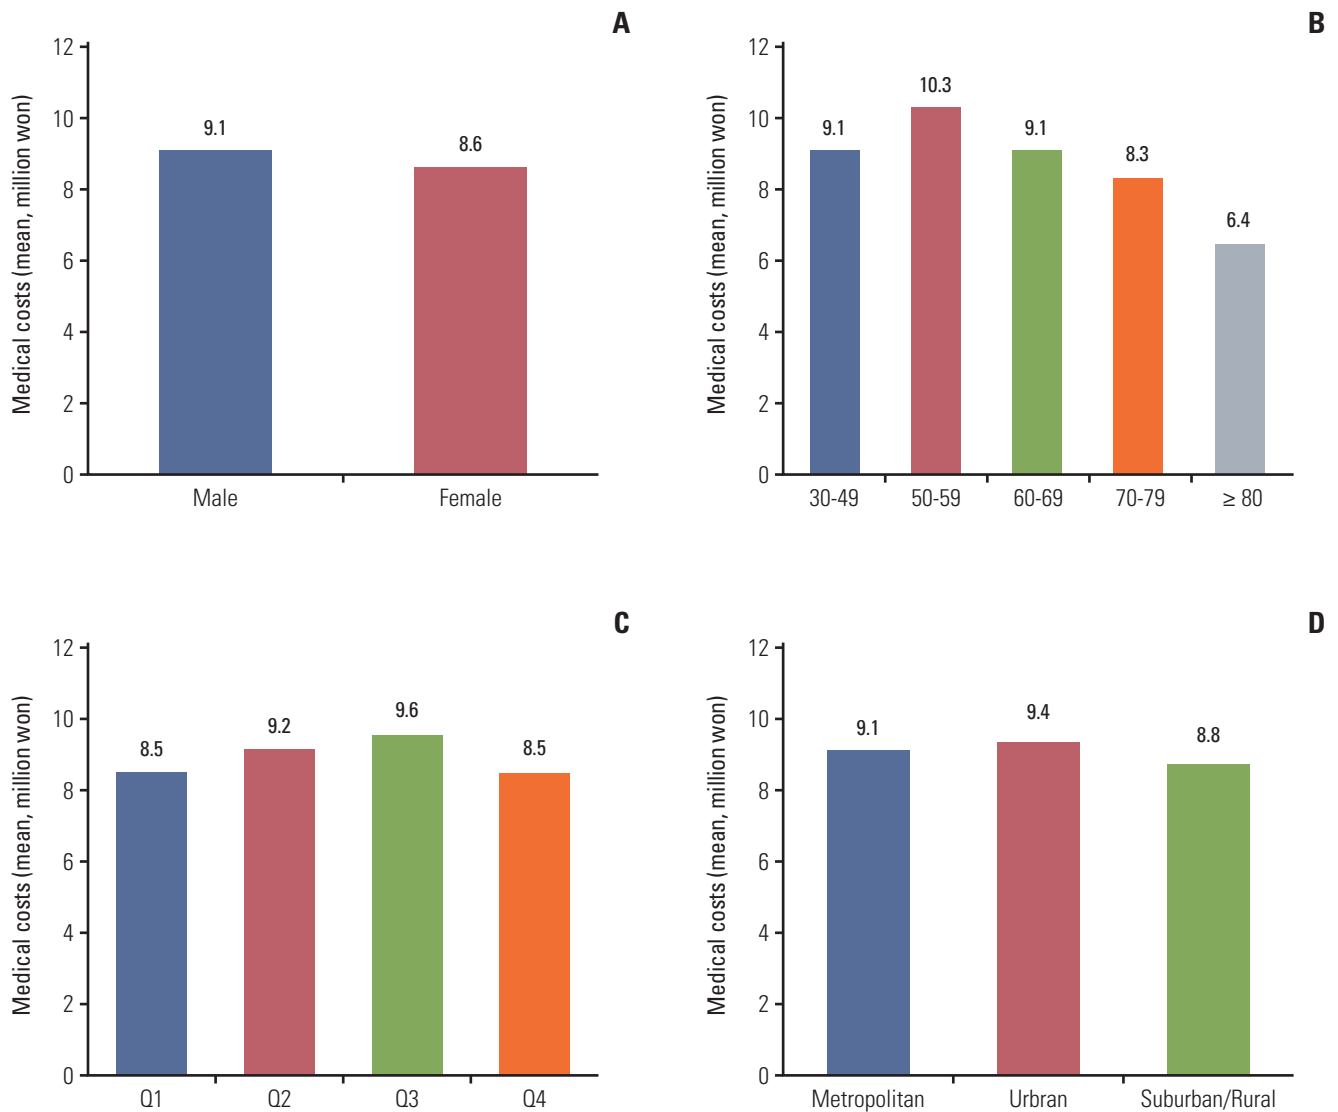 A
Medical costs (mean, million won)
12
10
8
6
4
2
0
9.1
8.6
Male
Female
B
Medical costs (mean, million won)
12
10
8
6
4
2
0
9.1
10.3
9.1
8.3
6.4
30-49
50-59
60-69
70-79
≥ 80
C
Medical costs (mean, million won)
12
10
8
6
4
2
0
8.5
9.2
9.6
8.5
Q1
Q2
Q3
Q4
D
Medical costs (mean, million won)
12
10
8
6
4
2
0
9.1
9.4
8.8
Metropolitan
Urbran
Suburban/Rural